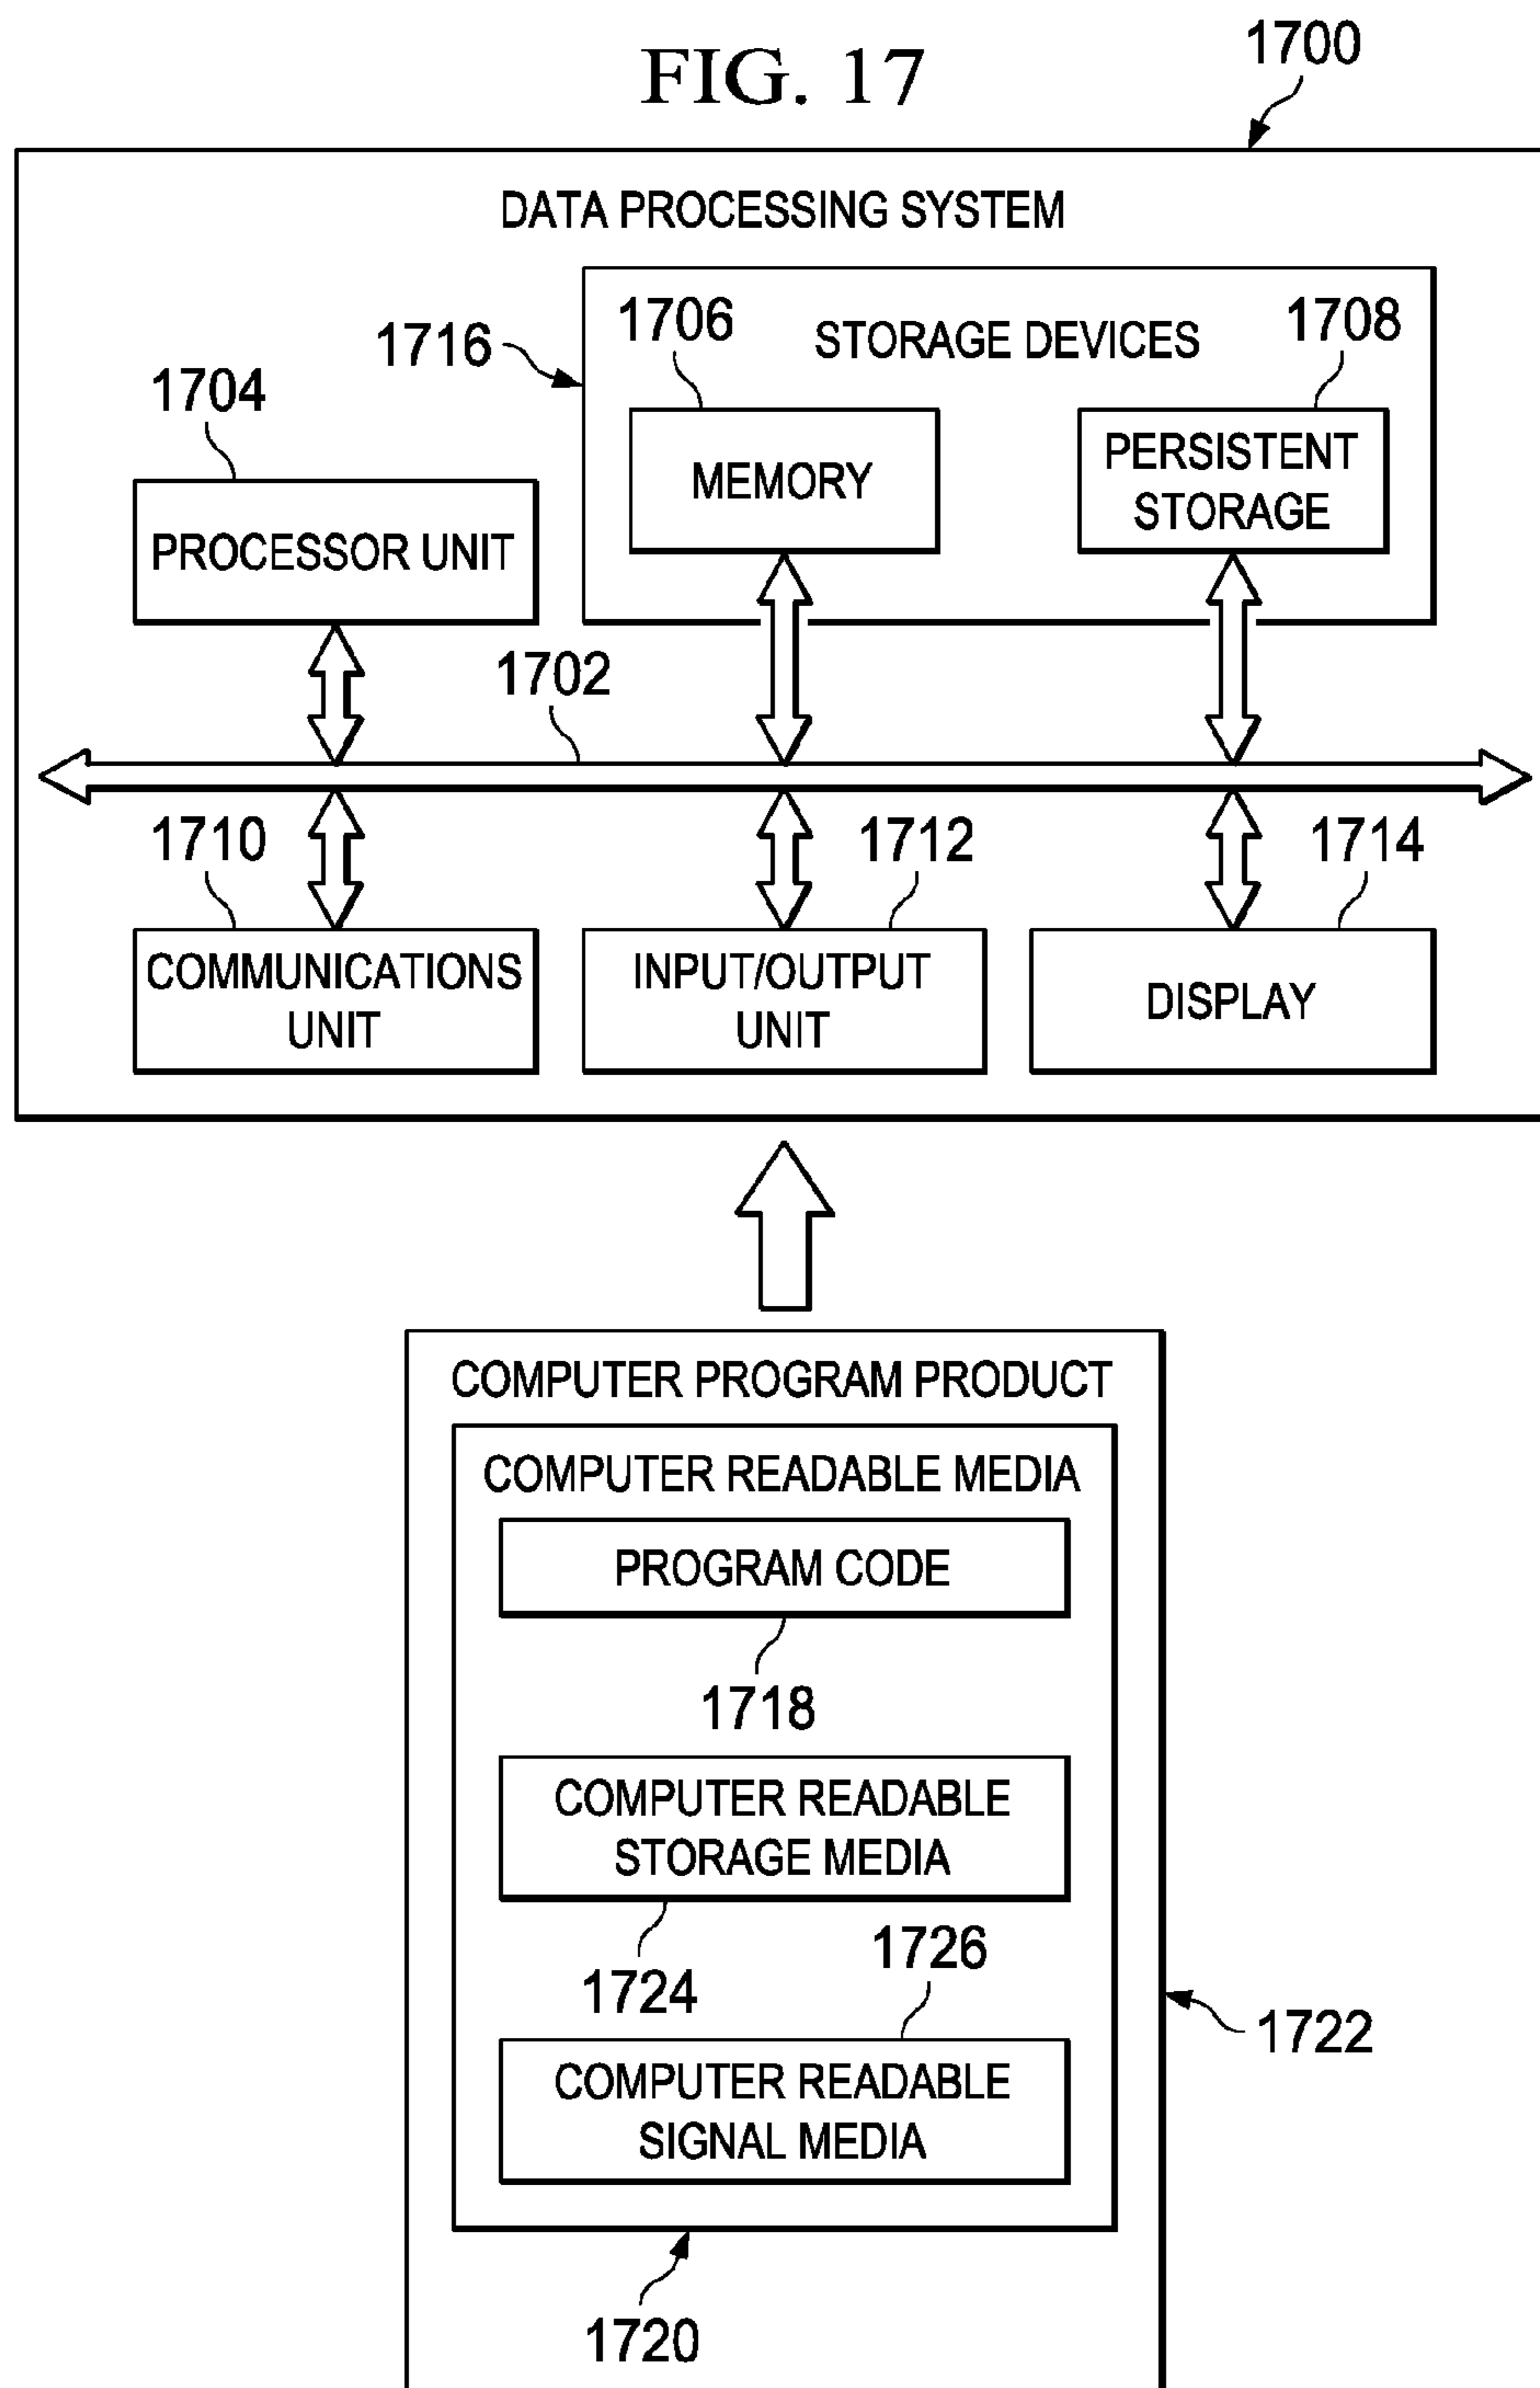 FIG. 17
1700
DATA PROCESSING SYSTEM
1716
1706
STORAGE DEVICES
1708
1704
MEMORY
PERSISTENT
STORAGE
PROCESSOR UNIT
1702
1710
1712
1714
COMMUNICATIONS
UNIT
INPUT/OUTPUT
UNIT
DISPLAY
COMPUTER PROGRAM PRODUCT
COMPUTER READABLE MEDIA
PROGRAM CODE
1718
COMPUTER READABLE
STORAGE MEDIA
1724
1726
1722
COMPUTER READABLE
SIGNAL MEDIA
1720